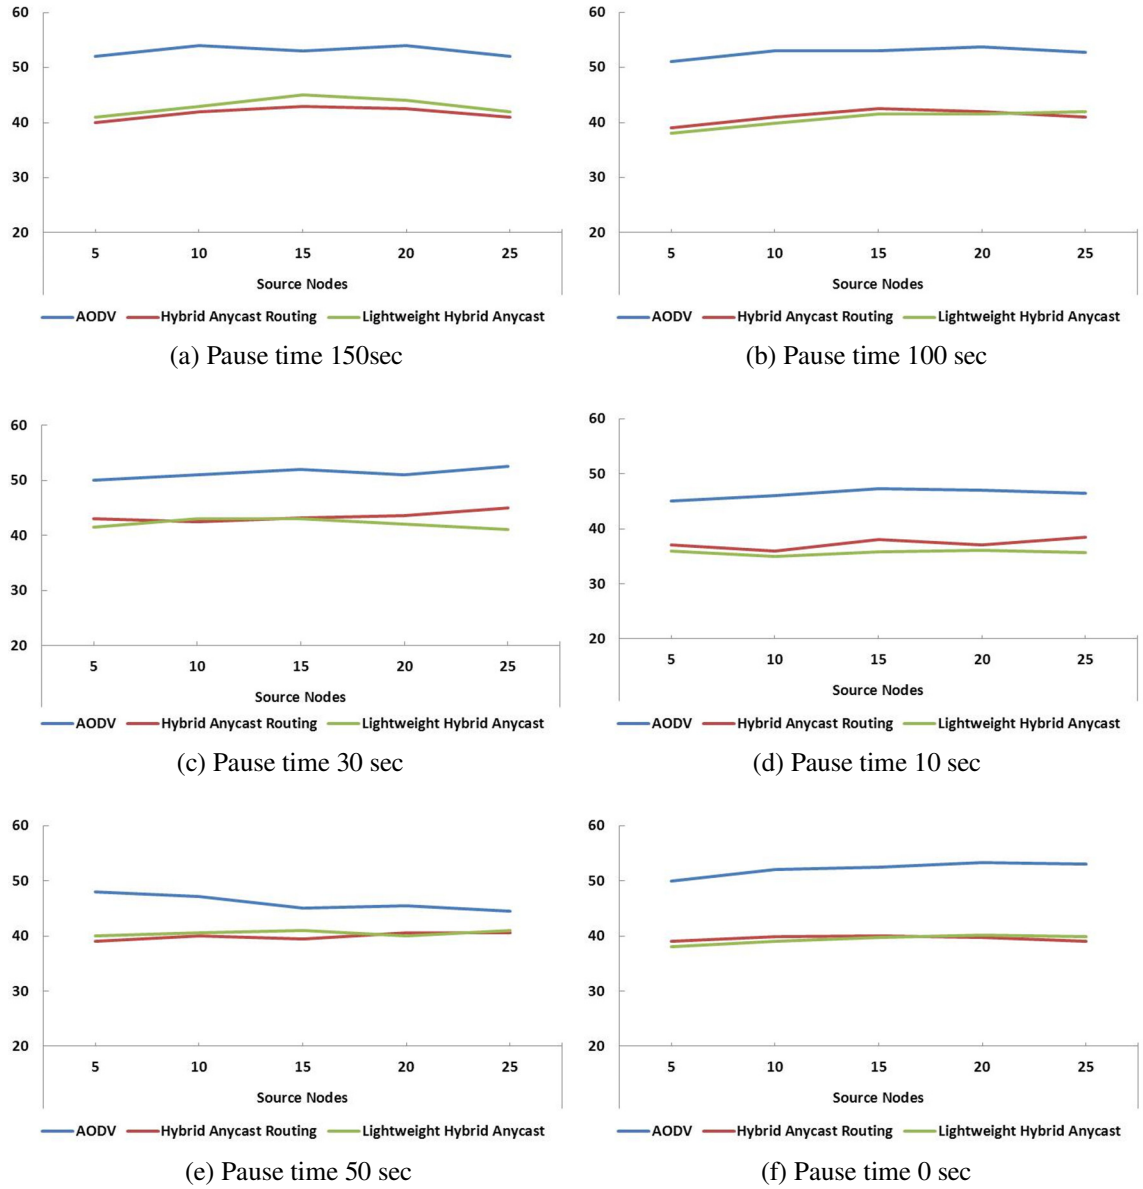 60
50
40
30
20
5 10 15 20 25
Source Nodes
AODV Hybrid Anycast Routing Lightweight Hybrid Anycast
(a) Pause time 150sec
60
50
40
30
20
5 10 15 20 25
Source Nodes
AODV Hybrid Anycast Routing Lightweight Hybrid Anycast
(b) Pause time 100 sec
60
50
40
30
20
5 10 15 20 25
Source Nodes
AODV Hybrid Anycast Routing Lightweight Hybrid Anycast
(c) Pause time 30 sec
60
50
40
30
20
5 10 15 20 25
Source Nodes
AODV Hybrid Anycast Routing Lightweight Hybrid Anycast
(d) Pause time 10 sec
60
50
40
30
20
5 10 15 20 25
Source Nodes
AODV Hybrid Anycast Routing Lightweight Hybrid Anycast
(e) Pause time 50 sec
60
50
40
30
20
5 10 15 20 25
Source Nodes
AODV Hybrid Anycast Routing Lightweight Hybrid Anycast
(f) Pause time 0 sec